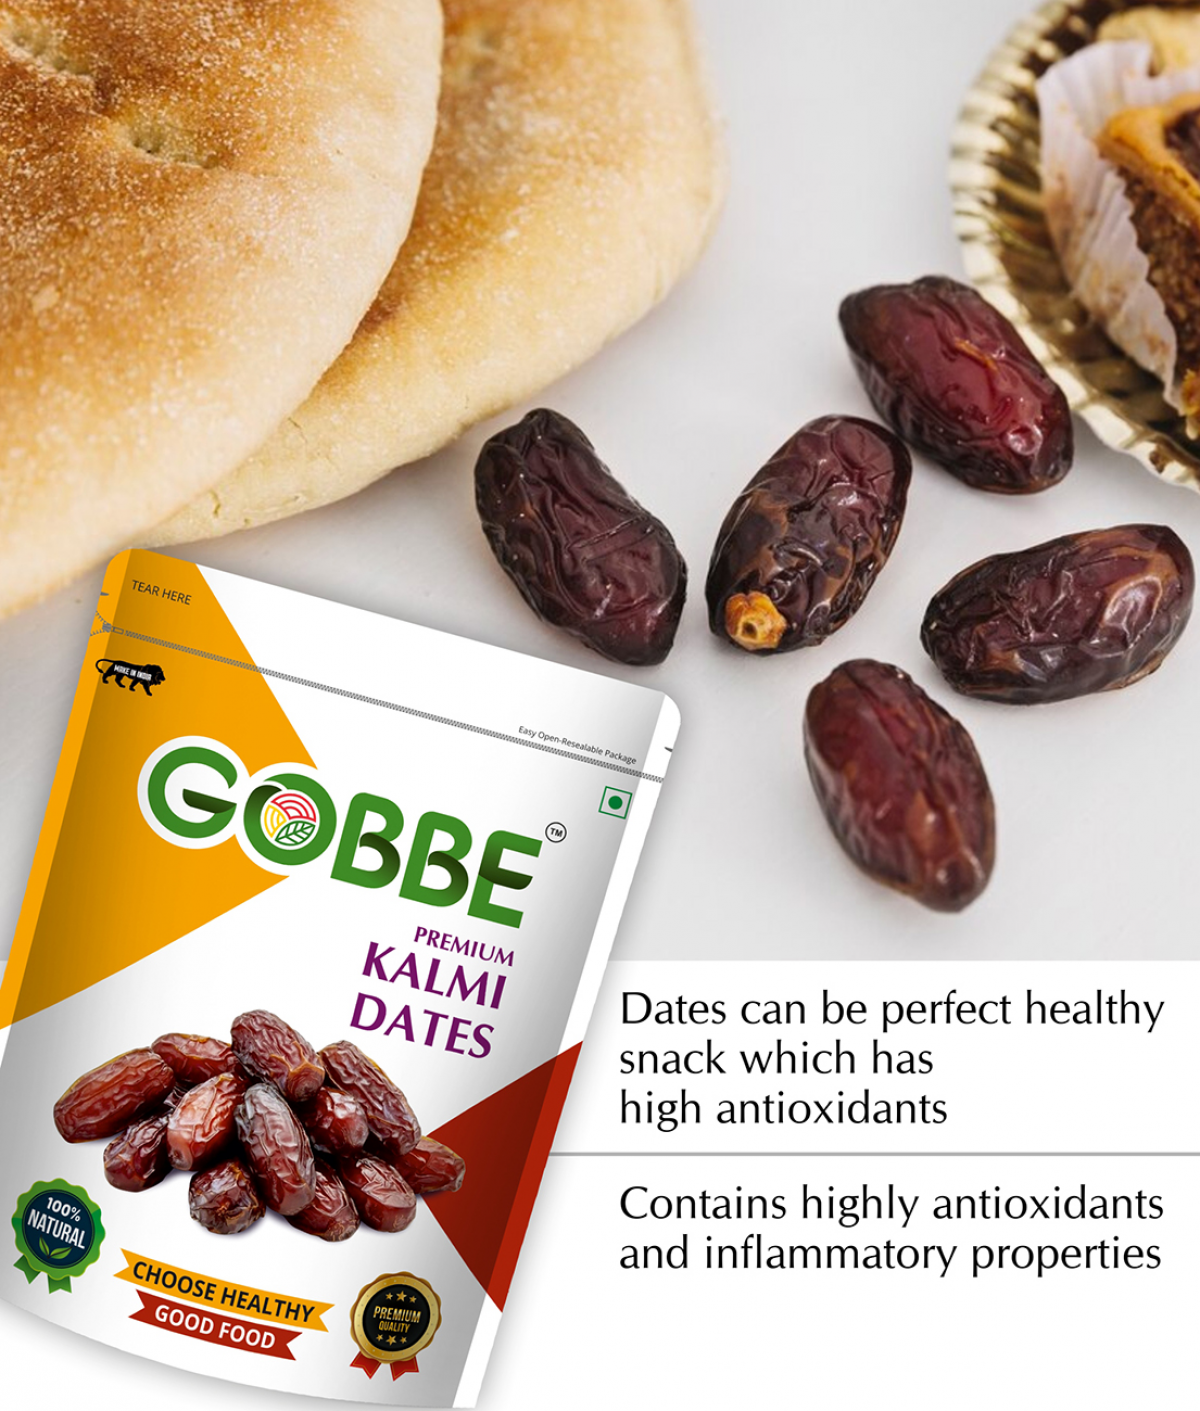 TEAR HERE
MAKE IN INDIA
Easy Open-Resealable Package
GOBBE
TM
PREMIUM
KALMI
DATES
Dates can be perfect healthy
snack which has
high antioxidants
Contains highly antioxidants
and inflammatory properties
100%
NATURAL
CHOOSE HEALTHY
GOOD FOOD
PREMIUM
QUALITY